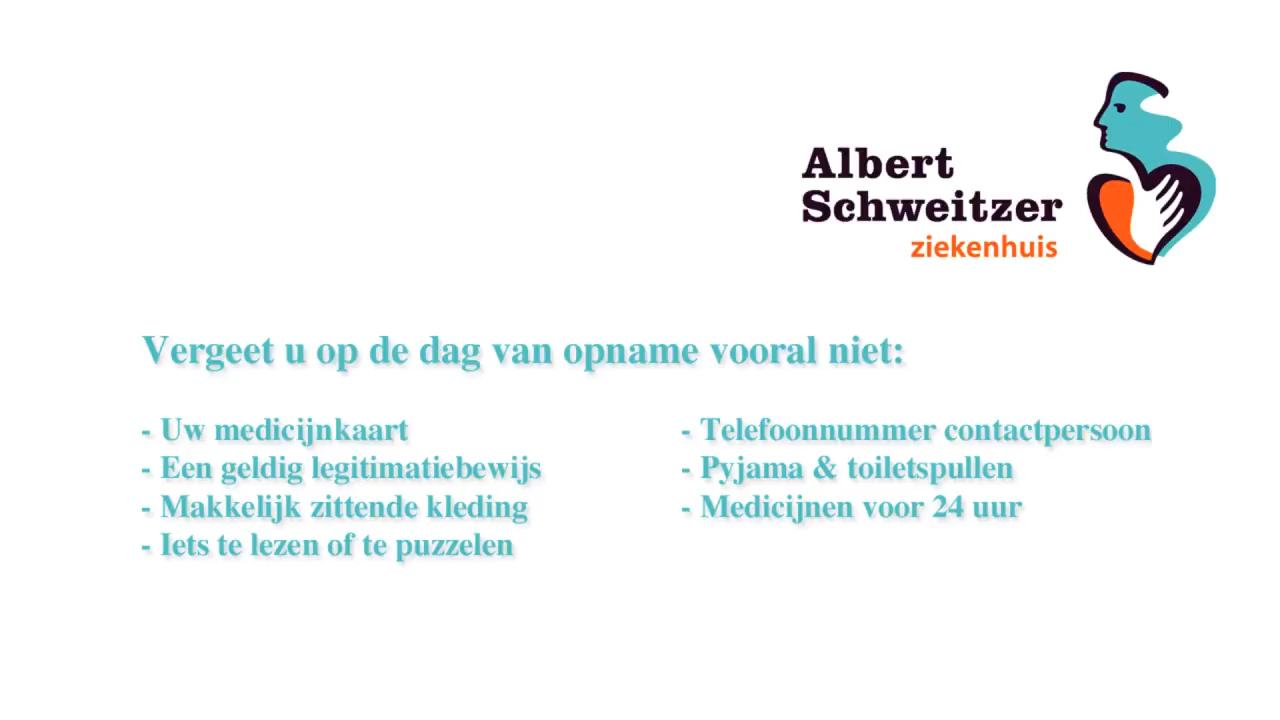 Albert
Schweitzer
ziekenhuis
Vergeet u op de dag van opname vooral niet:
- Uw medicijnkaart
- Een geldig legitimatiebewijs
- Makkelijk zittende kleding
- Iets te lezen of te puzzelen
- Telefoonnummer contactpersoon
- Pyjama & toiletspullen
- Medicijnen voor 24 uur